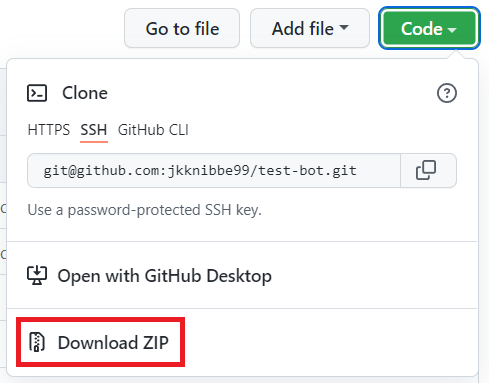 Go to file Add file Code
Clone
HTTPS SSH GitHub CLI
git@github.com:jkknibbe99/test-bot.git
Use a password-protected SSH key.
Open with GitHub Desktop
Download ZIP